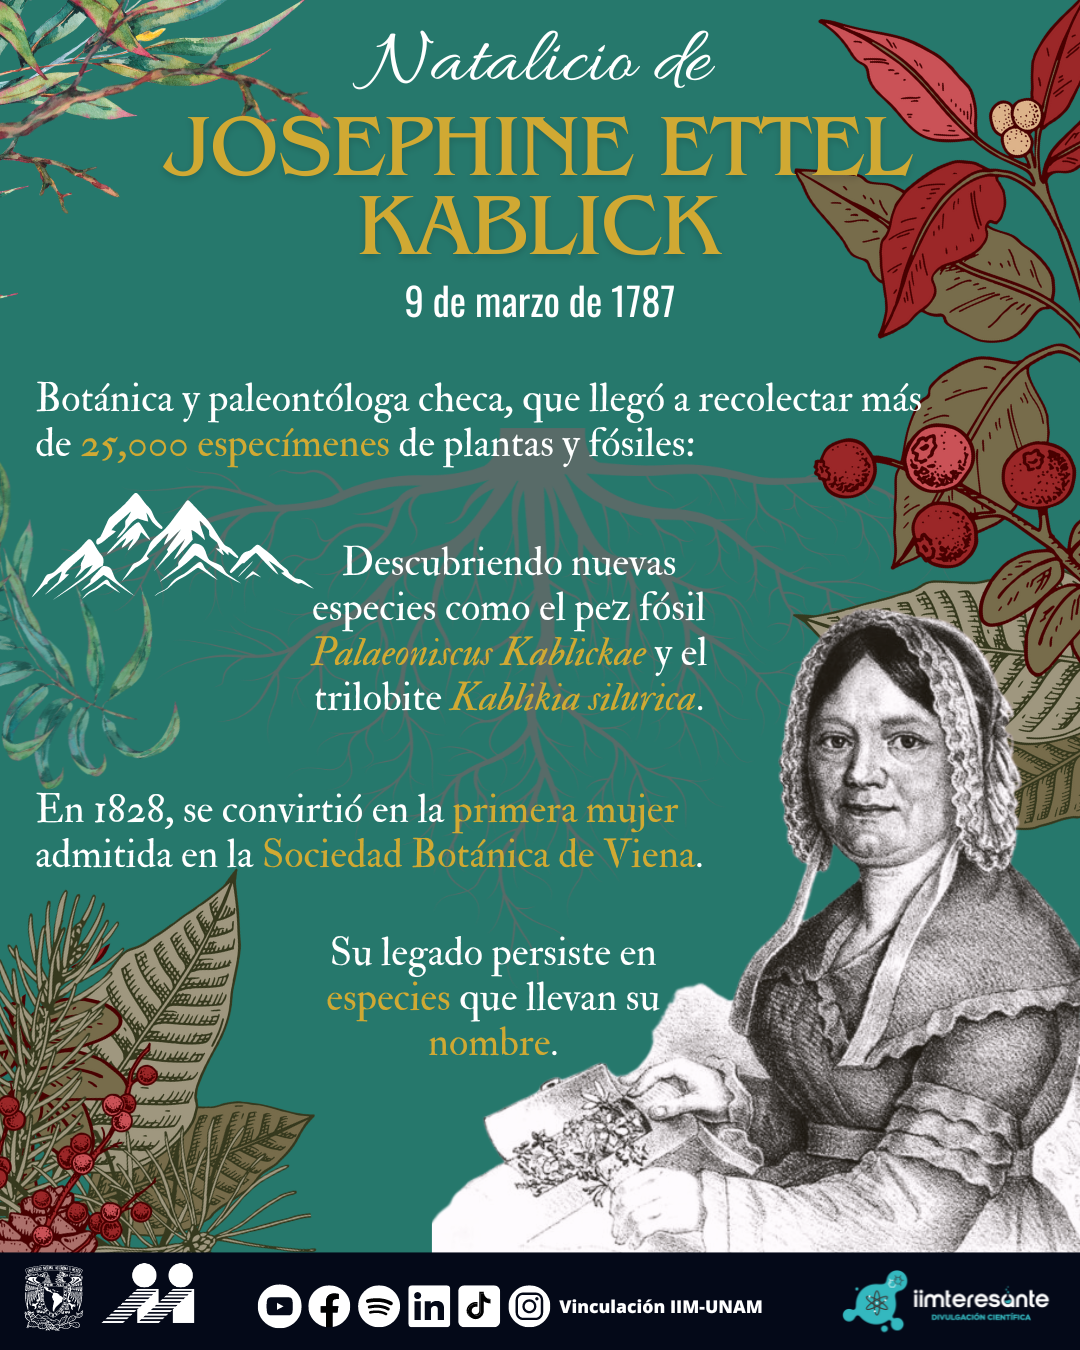 Natalicio de
JOSEPHINE ETTEL
KABLICK
9 de marzo de 1787
Botánica y paleontóloga checa, que llegó a recolectar más
de 25,000 especímenes de plantas y fósiles:
Descubriendo nuevas
especies como el pez fósil
Palaeoniscus Kablickae y el
trilobite Kablikia silurica.
En 1828, se convirtió en la primera mujer
admitida en la Sociedad Botánica de Viena.
Su legado persiste en
especies que llevan su
nombre.
Vinculación IIM-UNAM
iimteresante
DIVULGACIÓN CIENTÍFICA